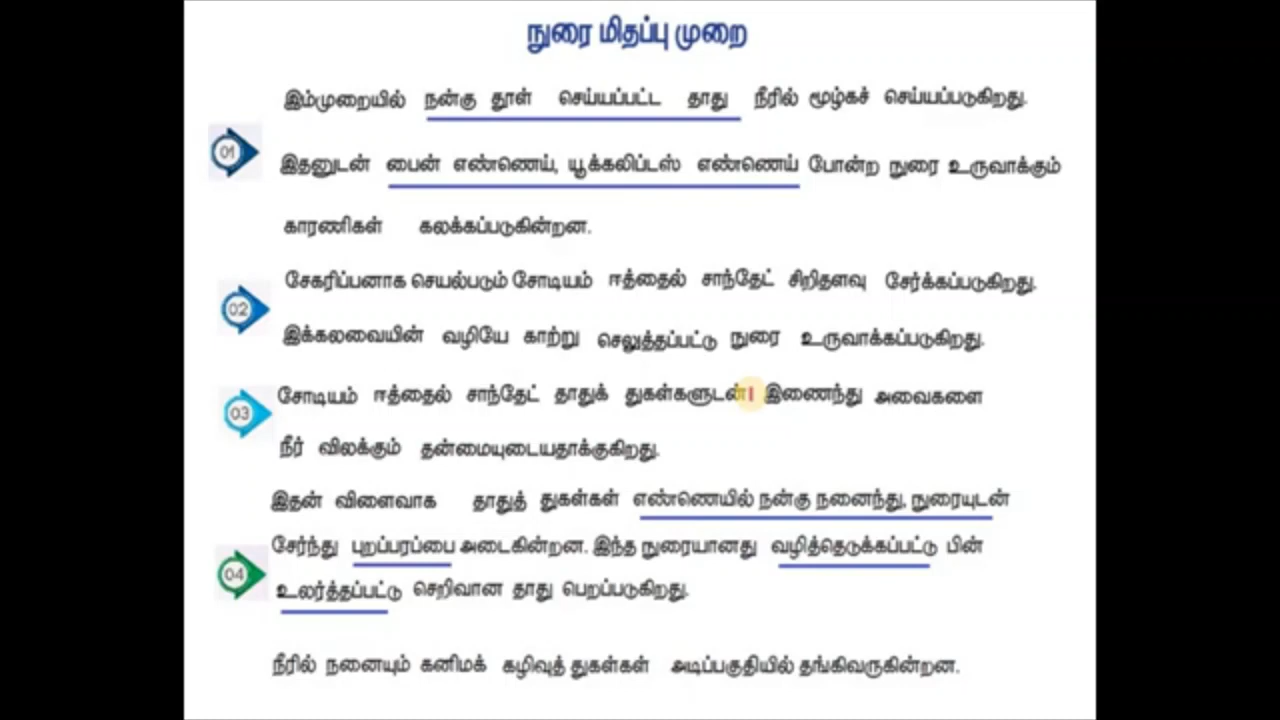 நுரை மிதப்பு முறை
இம்முறையில் நன்கு தூள் செய்யப்பட்ட தாது நீரில் மூழ்கச் செய்யப்படுகிறது.
01
இதனுடன் பைன் எண்ணெய், யூக்கலிப்டஸ் எண்ணெய் போன்ற நுரை உருவாக்கும்
காரணிகள் கலக்கப்படுகின்றன.
சேகரிப்பனாக செயல்படும் சோடியம் ஈத்தைல் சாந்தேட் சிறிதளவு சேர்க்கப்படுகிறது.
02
இக்கலவையின் வழியே காற்று செலுத்தப்பட்டு நுரை உருவாக்கப்படுகிறது.
சோடியம் ஈத்தைல் சாந்தேட் தாதுக் துகள்களுடன் இணைந்து அவைகளை
03
நீர் விலக்கும் தன்மையுடையதாக்குகிறது.
இதன் விளைவாக தாதுத் துகள்கள் எண்ணெயில் நன்கு நனைந்து, நுரையுடன்
சேர்ந்து புறப்பரப்பை அடைகின்றன. இந்த நுரையானது வழித்தெடுக்கப்பட்டு பின்
04
உலர்த்தப்பட்டு செறிவான தாது பெறப்படுகிறது.
நீரில் நனையும் கனிமக் கழிவுத் துகள்கள் அடிப்பகுதியில் தங்கிவருகின்றன.